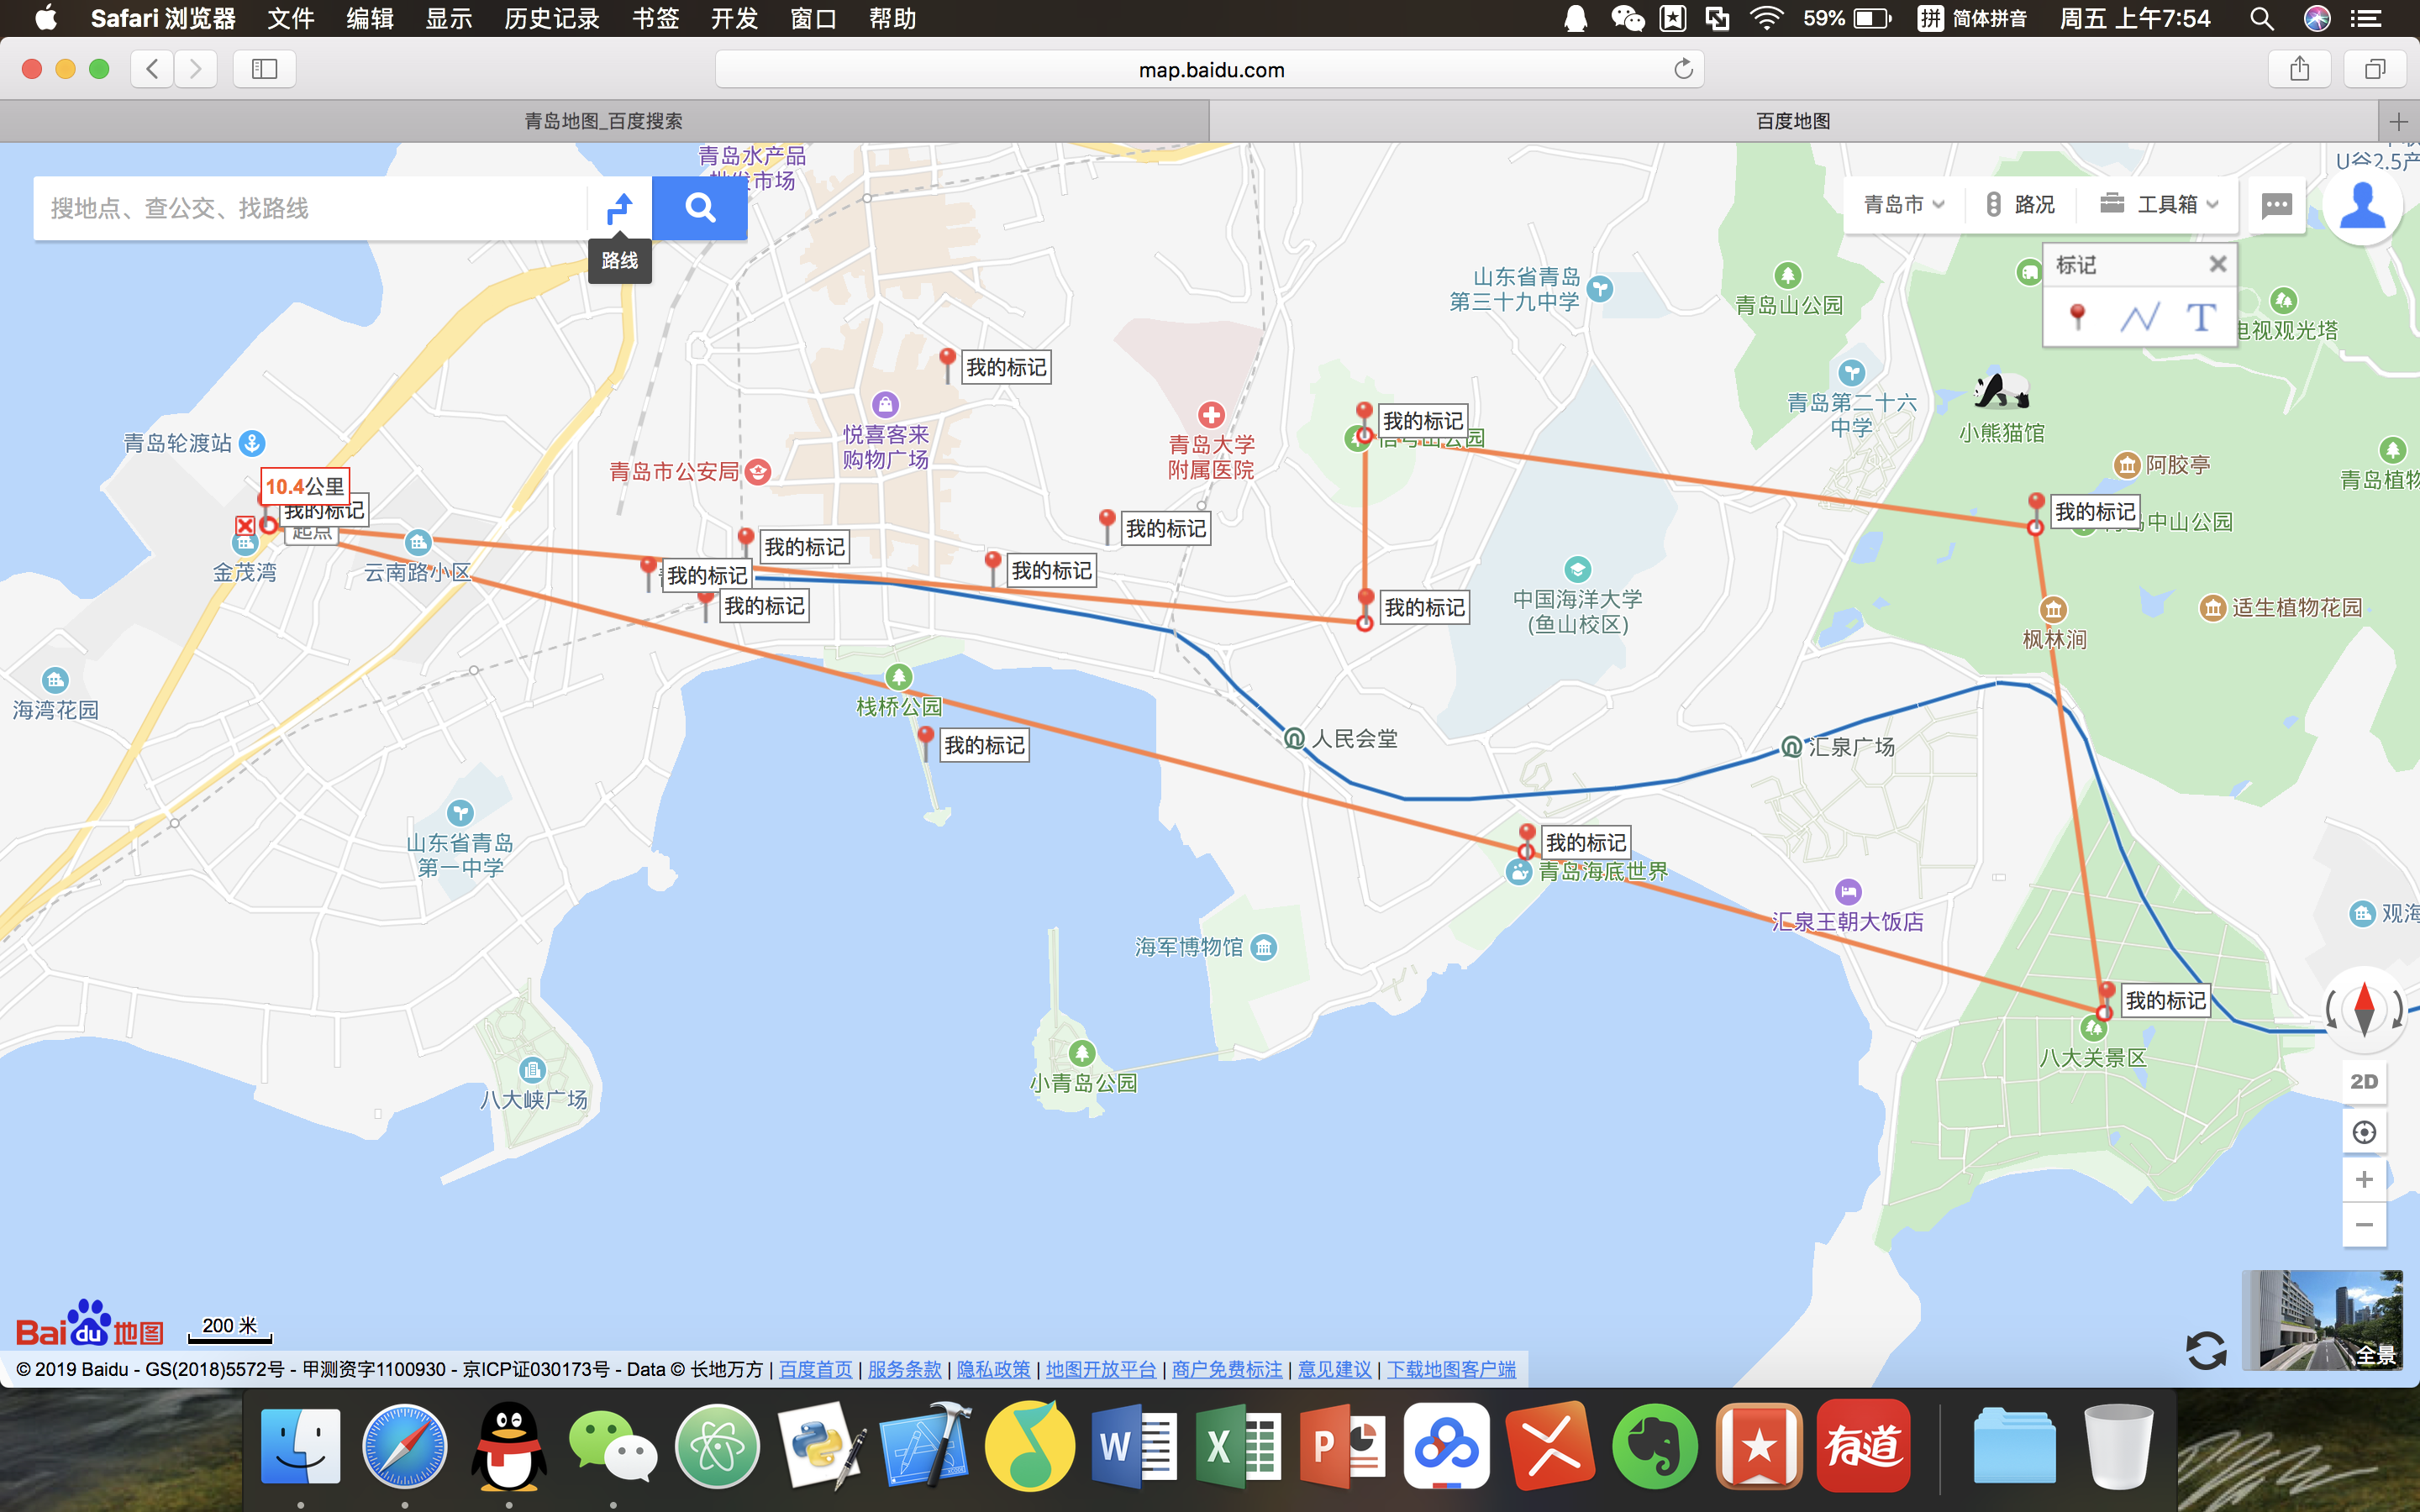 Safari 浏览器 文件 编辑 显示 历史记录 书签 开发 窗口 帮助
59% 拼 简体拼音 周五 上午7:54
map.baidu.com
青岛地图_百度搜索
百度地图
青岛水产品
批发市场
U谷2.5产
搜地点、查公交、找路线
路线
青岛市 路况 工具箱
标记
T
山东省青岛
第三十九中学
青岛山公园
电视观光塔
我的标记
青岛第二十六
中学
小熊猫馆
青岛轮渡站
悦喜客来
购物广场
青岛大学
附属医院
我的标记
信号山公园
阿胶亭
青岛植物
青岛市公安局
10.4公里
我的标记
起点
我的标记
中山公园
我的标记
我的标记
我的标记
金茂湾
云南路小区
我的标记
我的标记
我的标记
中国海洋大学
(鱼山校区)
适生植物花园
枫林涧
海湾花园
栈桥公园
我的标记
人民会堂
汇泉广场
山东省青岛
第一中学
我的标记
青岛海底世界
汇泉王朝大饭店
观海
海军博物馆
我的标记
八大关景区
小青岛公园
八大峡广场
2D
Bai du 地图
200 米
全景
© 2019 Baidu - GS(2018)5572号 - 甲测资字1100930 - 京ICP证030173号 - Data © 长地万方 | 百度首页 | 服务条款 | 隐私政策 | 地图开放平台 | 商户免费标注 | 意见建议 | 下载地图客户端
W X P 有道